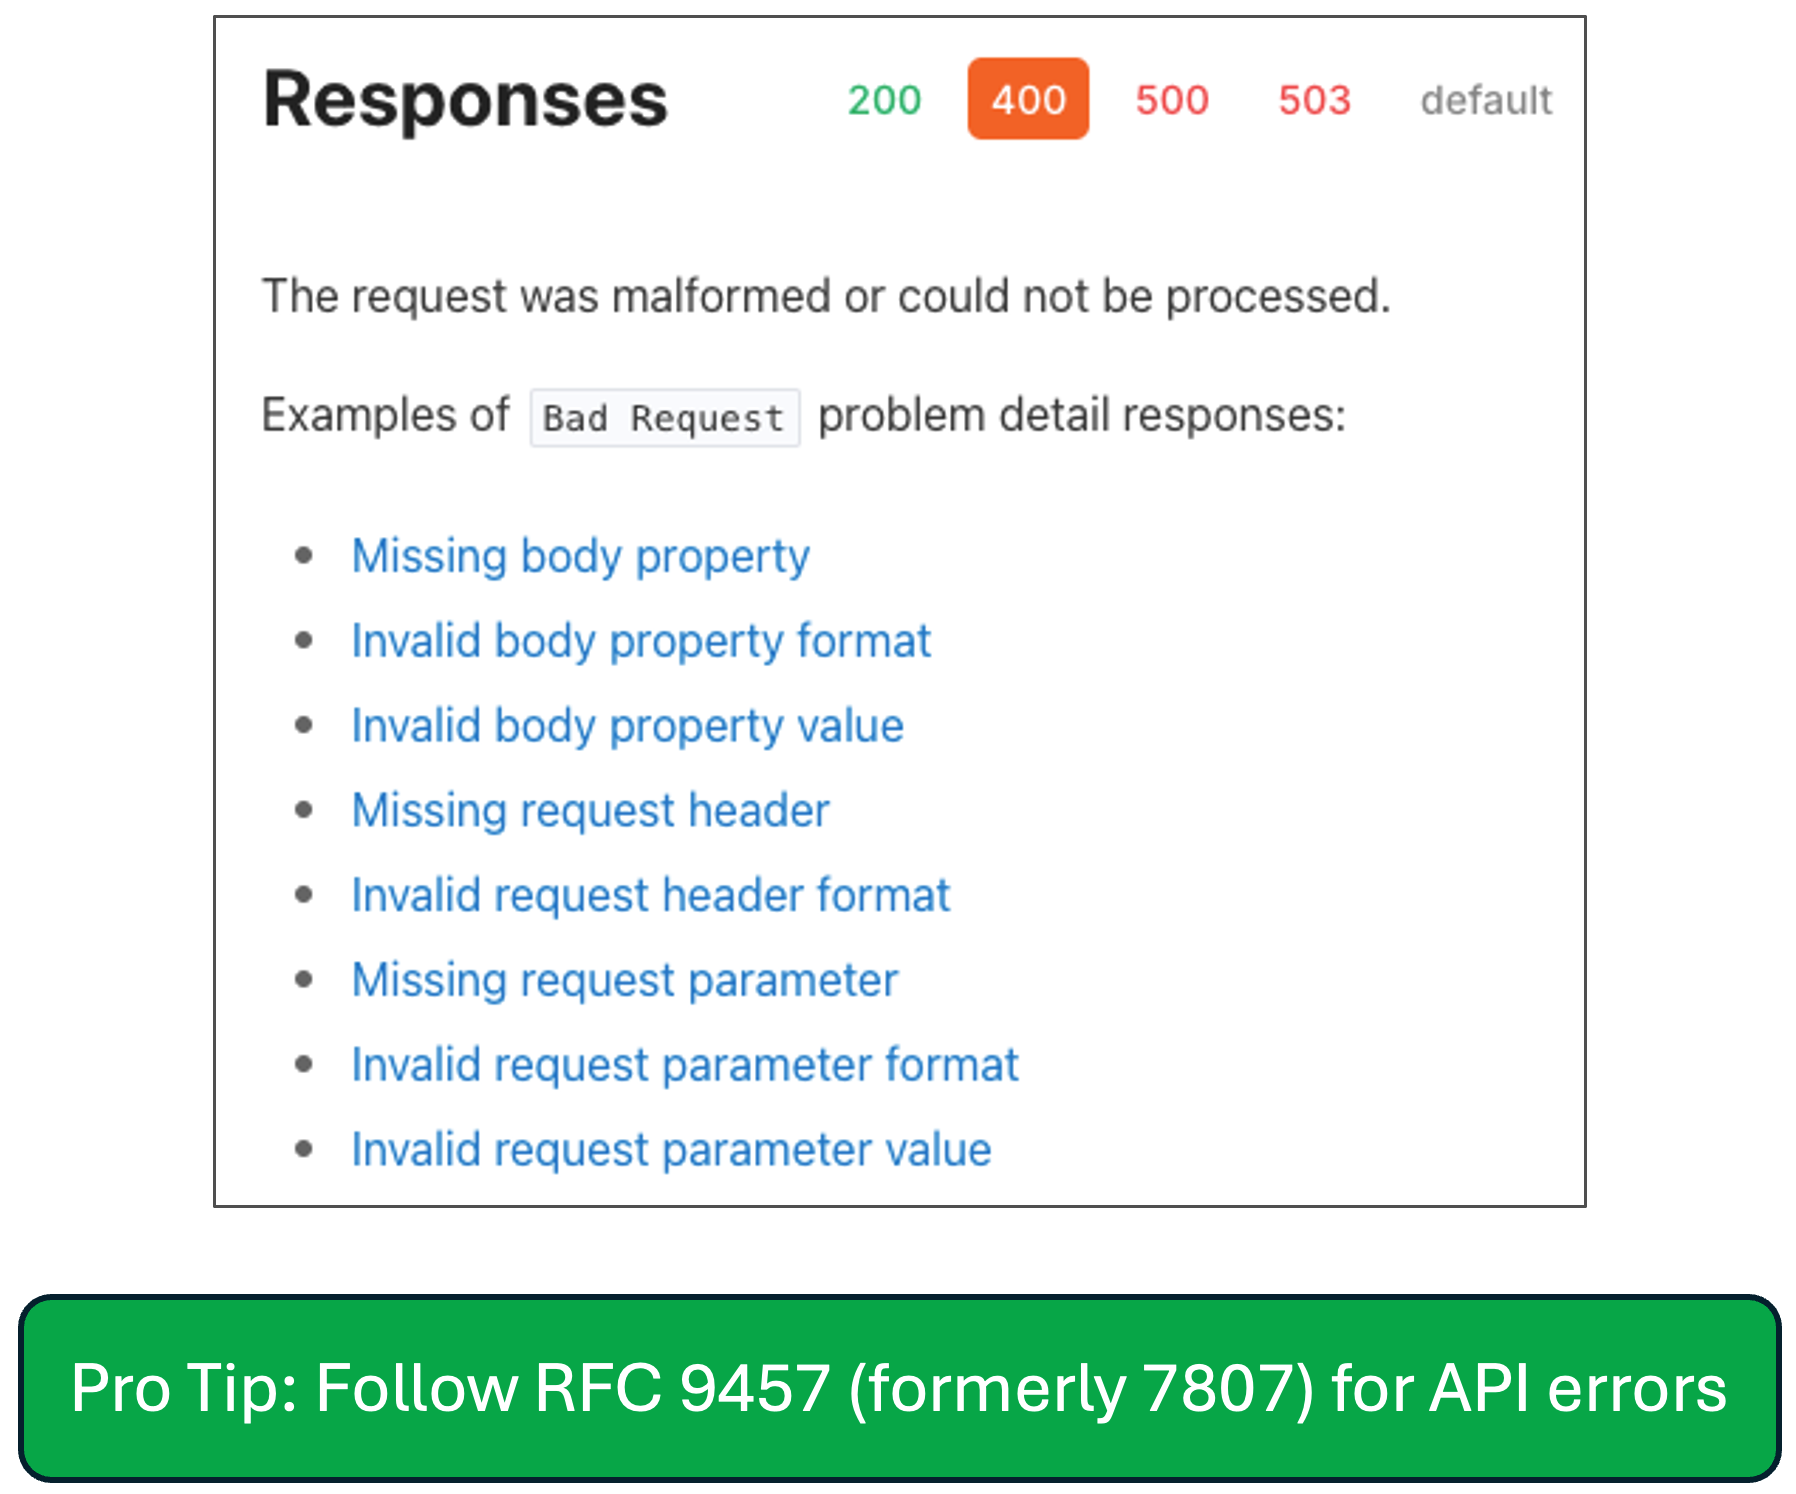 Responses 200 400 500 503 default
The request was malformed or could not be processed.
Examples of Bad Request problem detail responses:
Missing body property
Invalid body property format
Invalid body property value
Missing request header
Invalid request header format
Missing request parameter
Invalid request parameter format
Invalid request parameter value
Pro Tip: Follow RFC 9457 (formerly 7807) for API errors